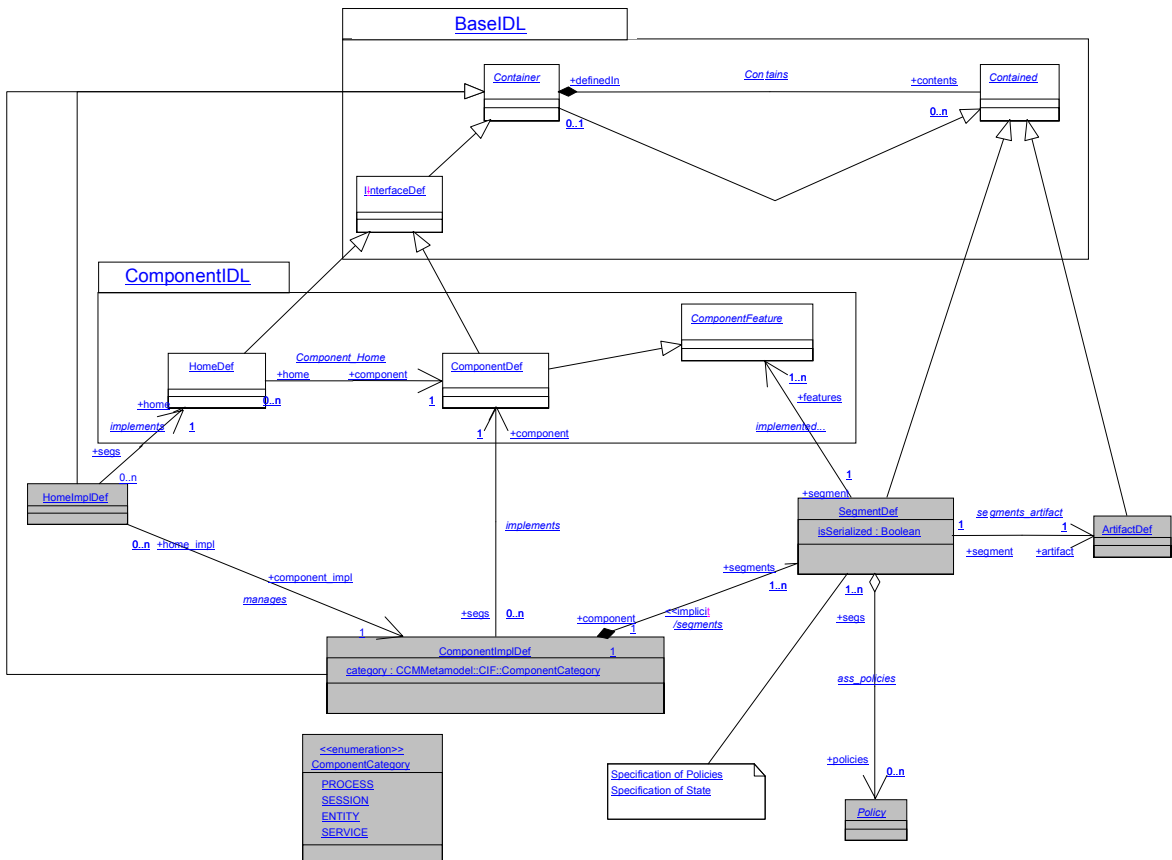 BaseIDL
Container
+definedIn
Contains
+contents
Contained
0..1
0..n
IInterfaceDef
ComponentIDL
ComponentFeature
HomeDef
Component_Home
+home
+component
ComponentDef
0..n
1
1..n
+features
+home
implements
1
1
+component
implemented...
+segs
0..n
1
+segment
HomeImplDef
SegmentDef
isSerialized : Boolean
segments_artifact
1
1
+segment
+artifact
ArtifactDef
implements
0..n
+home_impl
+component_impl
manages
1
+segments
1..n
1..n
+segs
+segs
0..n
+component
<<implicit
1
/segments
ComponentImplDef
1
category : CCMMetamodel::CIF::ComponentCategory
ass_policies
<<enumeration>>
ComponentCategory
PROCESS
SESSION
ENTITY
SERVICE
Specification of Policies
Specification of State
+policies
0..n
Policy